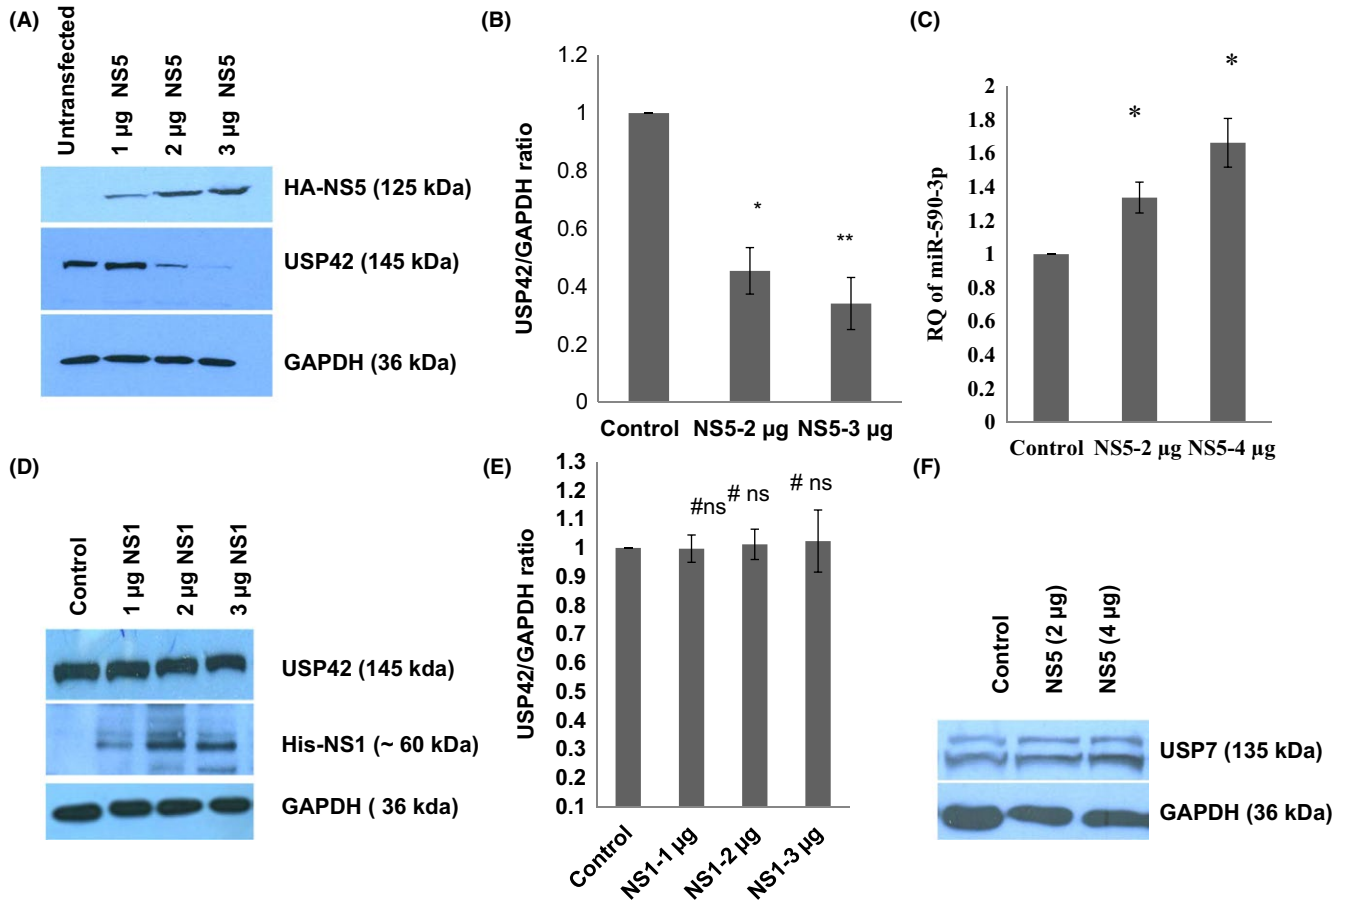 (A)
Untransfected
1 µg NS5
2 µg NS5
3 µg NS5
HA-NS5 (125 kDa)
USP42 (145 kDa)
GAPDH (36 kDa)
(B)
USP42/GAPDH ratio
1.2
1
0.8
0.6
0.4
0.2
0
*
**
Control NS5-2 µg NS5-3 µg
(C)
RQ of miR-590-3p
2
1.8
1.6
1.4
1.2
1
0.8
0.6
0.4
0.2
0
*
*
Control NS5-2 µg NS5-4 µg
(D)
Control
1 µg NS1
2 µg NS1
3 µg NS1
USP42 (145 kda)
His-NS1 (~ 60 kDa)
GAPDH ( 36 kda)
(E)
USP42/GAPDH ratio
1.3
1.2
1.1
1
0.9
0.8
0.7
0.6
0.5
0.4
0.3
0.2
0.1
#ns
# ns
# ns
Control
NS1-1 µg
NS1-2 µg
NS1-3 µg
(F)
Control
NS5 (2 µg)
NS5 (4 µg)
USP7 (135 kDa)
GAPDH (36 kDa)